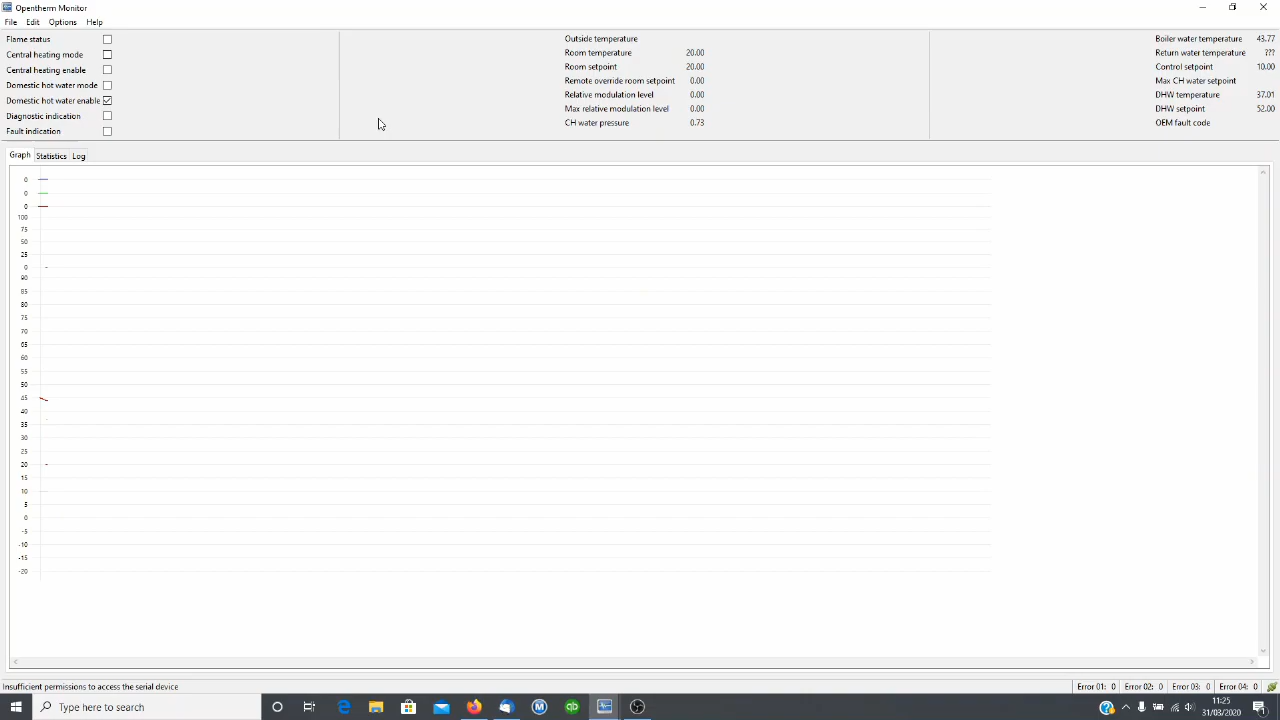 Opentherm Monitor
File Edit Options Help
Flame status
Central heating mode
Central heating enable
Domestic hot water mode
Domestic hot water enable
Diagnostic indication
Fault indication
Outside temperature
Room temperature 20.00
Room setpoint 20.00
Remote override room setpoint 0.00
Relative modulation level 0.00
Max relative modulation level 0.00
CH water pressure 0.73
Boiler water temperature 43.77
Return water temperature ???
Control setpoint 10.00
Max CH water setpoint
DHW temperature 37.01
DHW setpoint 52.00
OEM fault code
Graph Statistics Log
0
0
0
100
75
50
25
0
90
85
80
75
70
65
60
55
50
45
40
35
30
25
20
15
10
5
0
-5
-10
-15
-20
Insufficient permissions to access the serial device
Error 01: 0 Error 02: 0 Error 03: 0 Error 04: 0
Type here to search
11:25
31/08/2020